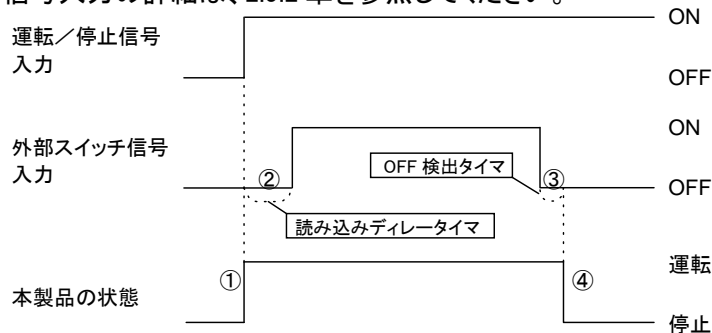 信号入力の詳細は、2.3.2 章を参照してください。
運転／停止信号
入力
ON
OFF
外部スイッチ信号
入力
ON
OFF
②
OFF 検出タイマ
③
読み込みディレータイマ
本製品の状態
①
④
運転
停止